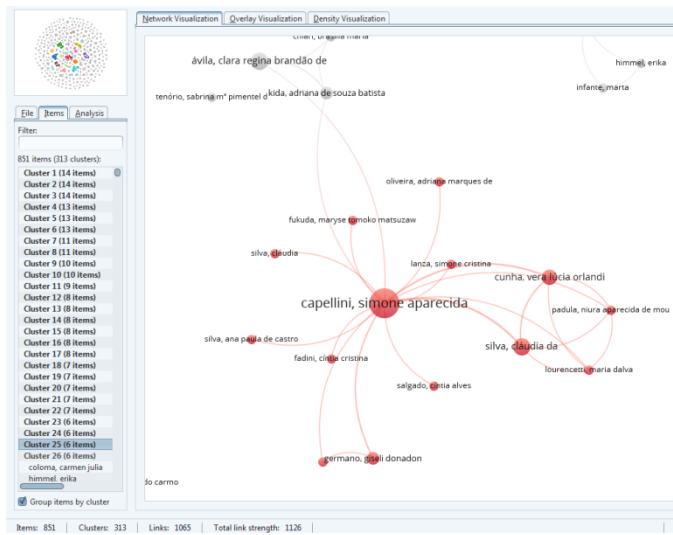 Network Visualization
Overlay Visualization
Density Visualization
File
Items
Analysis
Filter:
851 items (313 clusters):
Cluster 1 (14 items)
Cluster 2 (14 items)
Cluster 3 (14 items)
Cluster 4 (13 items)
Cluster 5 (13 items)
Cluster 6 (13 items)
Cluster 7 (11 items)
Cluster 8 (11 items)
Cluster 9 (10 items)
Cluster 10 (10 items)
Cluster 11 (9 items)
Cluster 12 (8 items)
Cluster 13 (8 items)
Cluster 14 (8 items)
Cluster 15 (8 items)
Cluster 16 (8 items)
Cluster 17 (8 items)
Cluster 18 (7 items)
Cluster 19 (7 items)
Cluster 20 (7 items)
Cluster 21 (7 items)
Cluster 22 (7 items)
Cluster 23 (6 items)
Cluster 24 (6 items)
Cluster 25 (6 items)
Cluster 26 (6 items)
coloma, carmen julia
himmel, erika
Group items by cluster
chiari, brasilia maria
ávila, clara regina brandão de
tenório, sabrina mª pimentel d
kida, adriana de souza batista
himmel, erika
infante, marta
oliveira, adriana marques de
fukuda, maryse tomoko matsuzaw
silva, cláudia
lanza, simone cristina
cunha, vera lúcia orlandi
capellini, simone aparecida
padula, niura aparecida de mou
silva, ana paula de castro
silva, cláudia da
fadini, cíntia cristina
lourencetti, maria dalva
salgado, cíntia alves
germano, giseli donadon
do carmo
Items: 851
Clusters: 313
Links: 1065
Total link strength: 1126